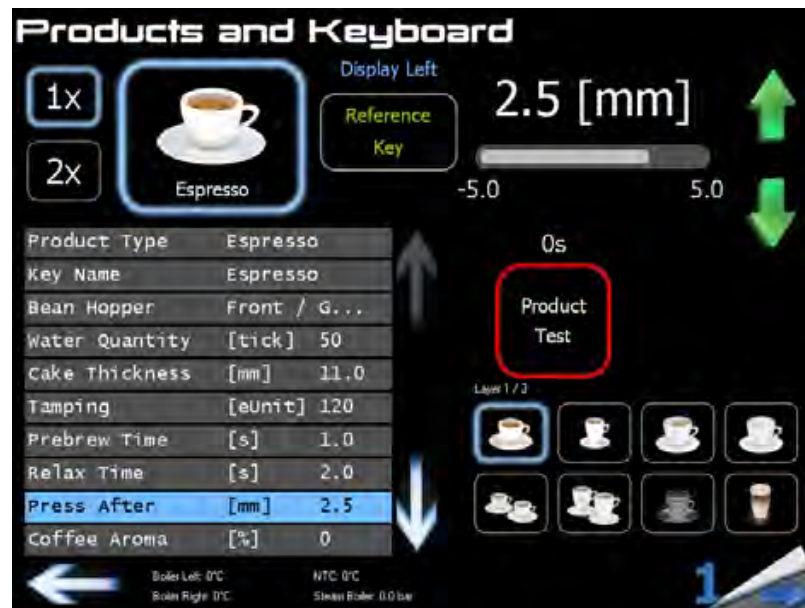 Products and Keyboard
1x
2x
Espresso
Display Left
Reference
Key
2.5 [mm]
-5.0 5.0
Product Type Espresso
Key Name Espresso
Bean Hopper Front / G...
Water Quantity [tick] 50
Cake Thickness [mm] 11.0
Tamping [eUnit] 120
Prebrew Time [s] 1.0
Relax Time [s] 2.0
Press After [mm] 2.5
Coffee Aroma [%] 0
0s
Product
Test
Layer 1 / 2
Boiler Left: 0°C NTC: 0°C
Boiler Right: 0°C Steam Boiler: 0.0 bar
1